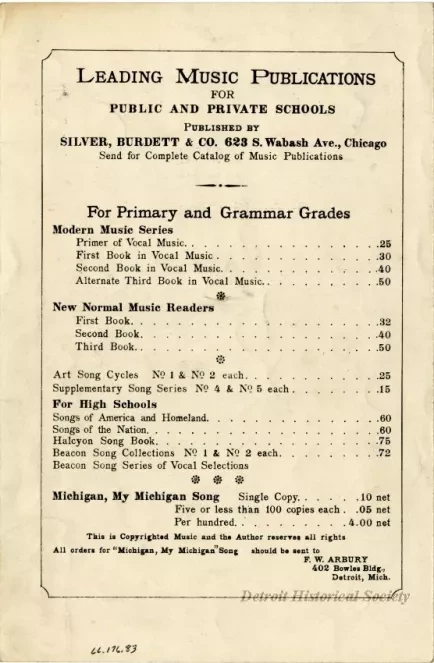 LEADING MUSIC PUBLICATIONS
FOR
PUBLIC AND PRIVATE SCHOOLS
PUBLISHED BY
SILVER, BURDETT & CO. 623 S. Wabash Ave., Chicago
Send for Complete Catalog of Music Publications
For Primary and Grammar Grades
Modern Music Series
Primer of Vocal Music. . . . . . . . . . . . . . . .25
First Book in Vocal Music . . . . . . . . . . . . . .30
Second Book in Vocal Music. . . . . . . . . . . . . .40
Alternate Third Book in Vocal Music. . . . . . . . . .50
New Normal Music Readers
First Book. . . . . . . . . . . . . . . . . . . .32
Second Book. . . . . . . . . . . . . . . . . . .40
Third Book. . . . . . . . . . . . . . . . . . . .50
Art Song Cycles Nº 1 & Nº 2 each. . . . . . . . . . .25
Supplementary Song Series Nº 4 & Nº 5 each . . . . . . .15
For High Schools
Songs of America and Homeland. . . . . . . . . . . . . .60
Songs of the Nation. . . . . . . . . . . . . . . . . .60
Halcyon Song Book. . . . . . . . . . . . . . . . . .75
Beacon Song Collections Nº 1 & Nº 2 each. . . . . . . . .72
Beacon Song Series of Vocal Selections
Michigan, My Michigan Song Single Copy. . . . . .10 net
Five or less than 100 copies each . .05 net
Per hundred. . . . . . . . . 4.00 net
This is Copyrighted Music and the Author reserves all rights
All orders for "Michigan, My Michigan" Song should be sent to
F. W. ARBURY
402 Bowles Bldg.,
Detroit, Mich.
Detroit Historical Society
66.176.83